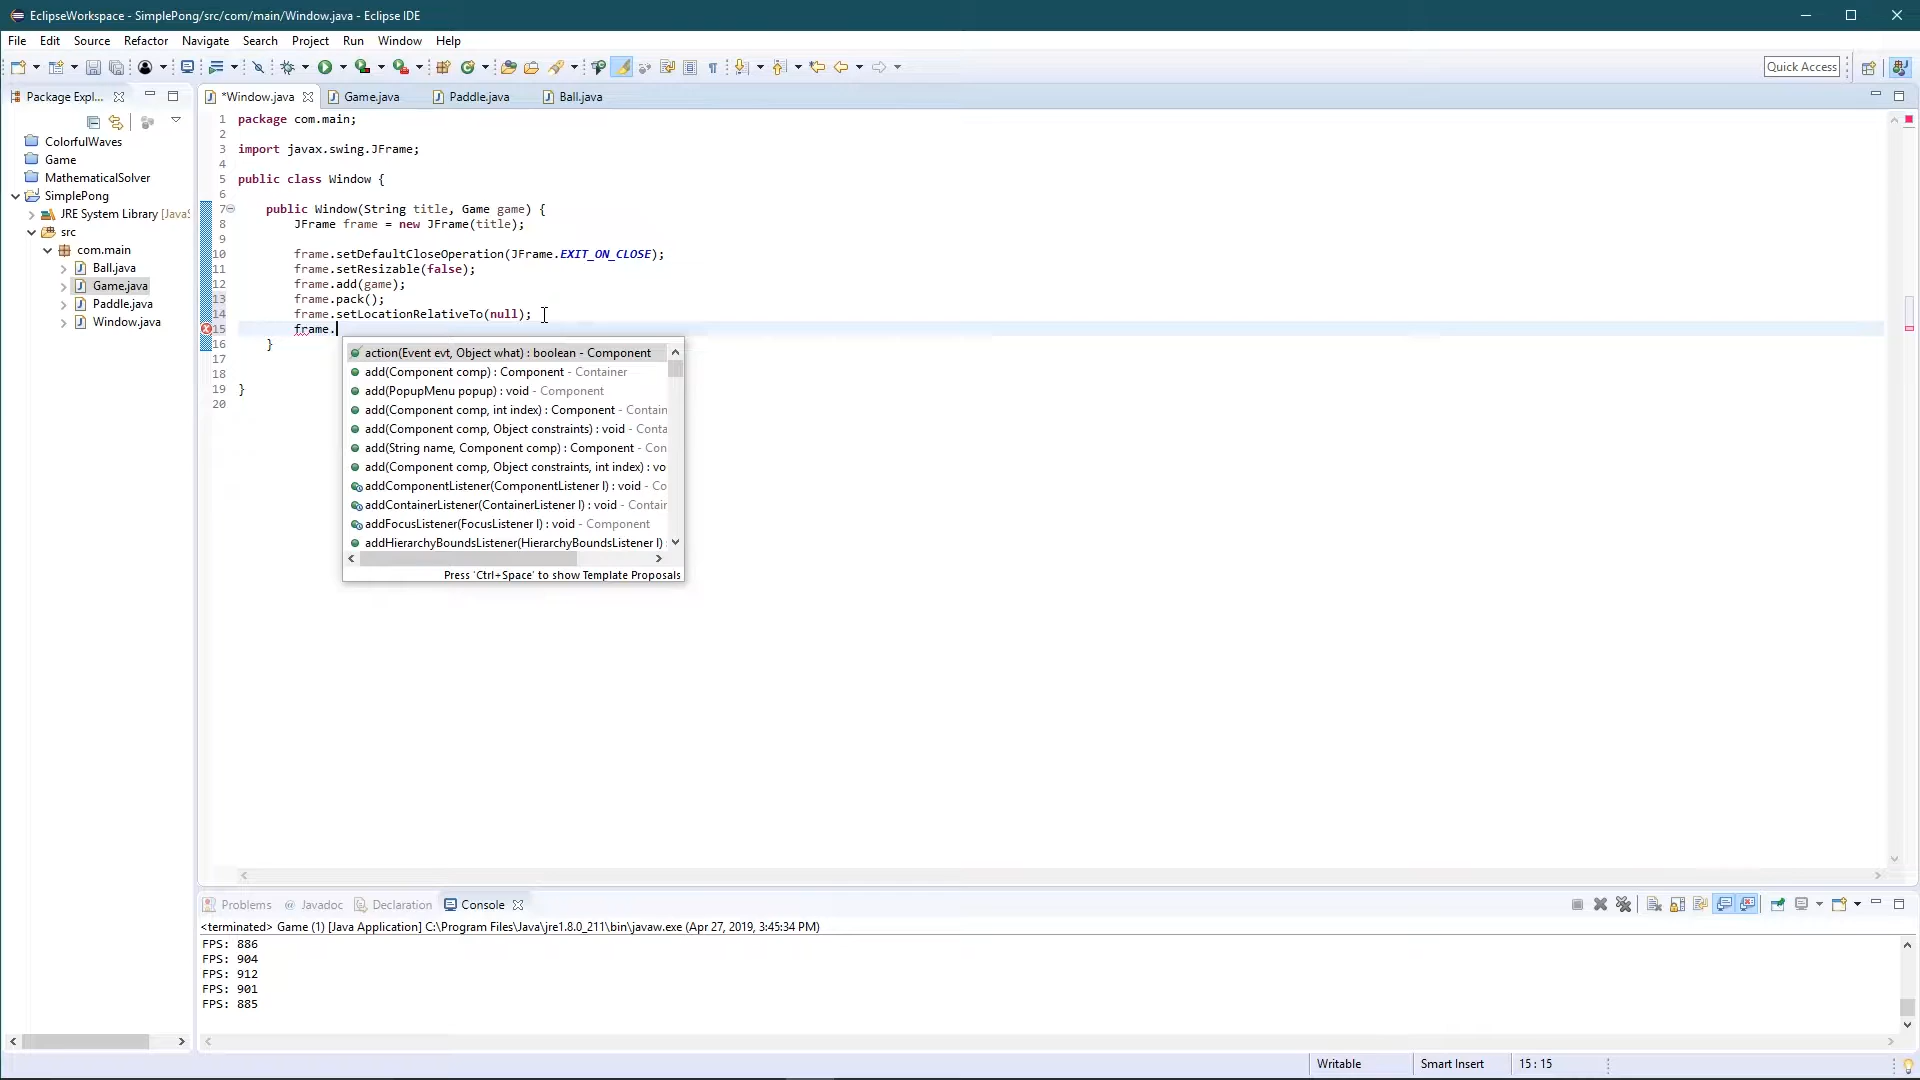 EclipseWorkspace - SimplePong/src/com/main/Window.java - Eclipse IDE
File Edit Source Refactor Navigate Search Project Run Window Help
Quick Access
Package Expl...
*Window.java Game.java Paddle.java Ball.java
ColorfulWaves
Game
MathematicalSolver
SimplePong
JRE System Library [JavaS
src
com.main
Ball.java
Game.java
Paddle.java
Window.java
1 package com.main;
2
3 import javax.swing.JFrame;
4
5 public class Window {
6
7 public Window(String title, Game game) {
8 JFrame frame = new JFrame(title);
9
10 frame.setDefaultCloseOperation(JFrame.EXIT_ON_CLOSE);
11 frame.setResizable(false);
12 frame.add(game);
13 frame.pack();
14 frame.setLocationRelativeTo(null);
15 frame.
16 }
17
18
19 }
20
action(Event evt, Object what) : boolean - Component
add(Component comp) : Component - Container
add(PopupMenu popup) : void - Component
add(Component comp, int index) : Component - Contain
add(Component comp, Object constraints) : void - Conta
add(String name, Component comp) : Component - Con
add(Component comp, Object constraints, int index) : vo
addComponentListener(ComponentListener l) : void - Co
addContainerListener(ContainerListener l) : void - Contair
addFocusListener(FocusListener l) : void - Component
addHierarchyBoundsListener(HierarchyBoundsListener l) :
Press 'Ctrl+Space' to show Template Proposals
Problems @ Javadoc Declaration Console
<terminated> Game (1) [Java Application] C:\Program Files\Java\jre1.8.0_211\bin\javaw.exe (Apr 27, 2019, 3:45:34 PM)
FPS: 886
FPS: 904
FPS: 912
FPS: 901
FPS: 885
Writable Smart Insert 15 : 15